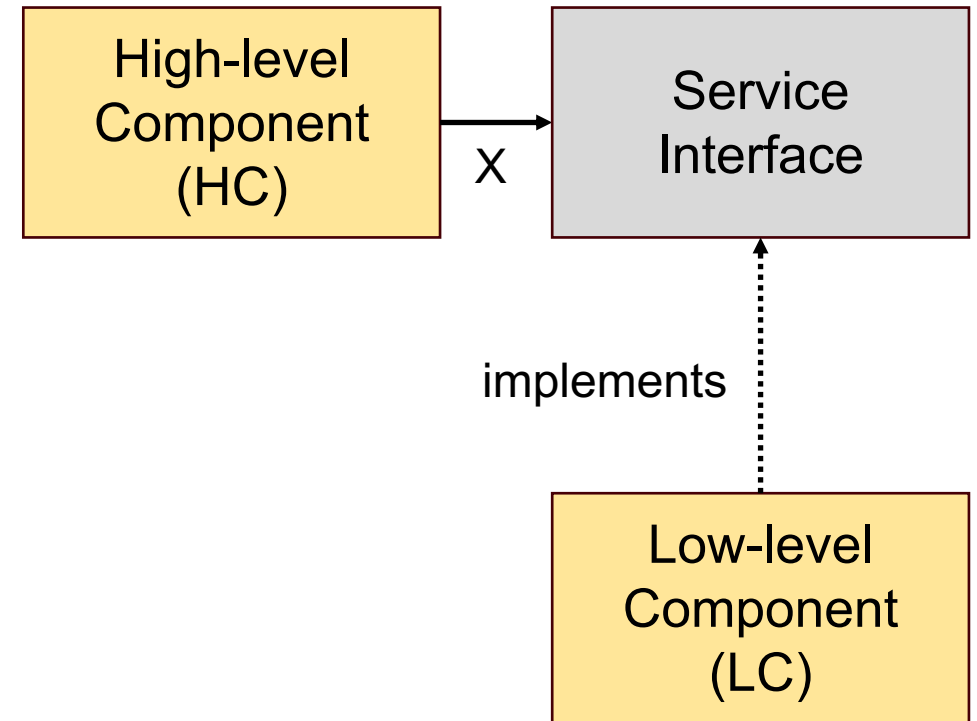 High-level
Component
(HC)
X
Service
Interface
implements
Low-level
Component
(LC)